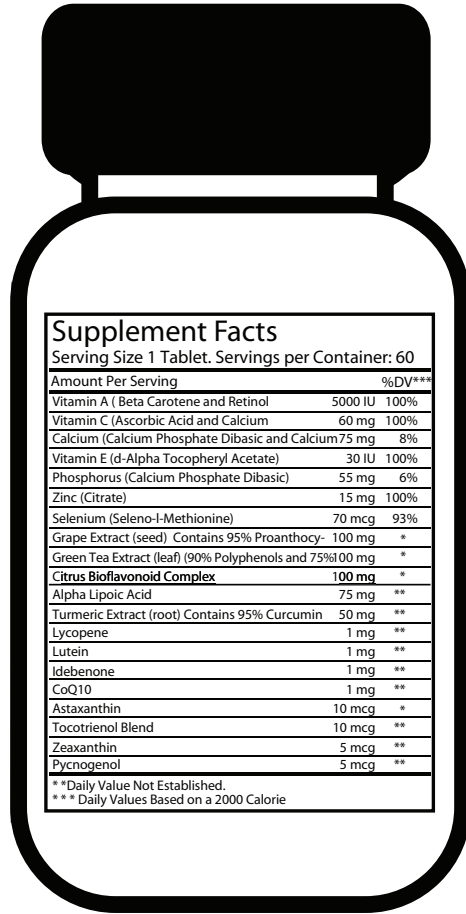 Supplement Facts
Serving Size 1 Tablet. Servings per Container: 60
Amount Per Serving %DV***
Vitamin A ( Beta Carotene and Retinol 5000 IU 100%
Vitamin C (Ascorbic Acid and Calcium 60 mg 100%
Calcium (Calcium Phosphate Dibasic and Calcium 75 mg 8%
Vitamin E (d-Alpha Tocopheryl Acetate) 30 IU 100%
Phosphorus (Calcium Phosphate Dibasic) 55 mg 6%
Zinc (Citrate) 15 mg 100%
Selenium (Seleno-l-Methionine) 70 mcg 93%
Grape Extract (seed) Contains 95% Proanthocy- 100 mg *
Green Tea Extract (leaf) (90% Polyphenols and 75% 100 mg *
Citrus Bioflavonoid Complex 100 mg *
Alpha Lipoic Acid 75 mg **
Turmeric Extract (root) Contains 95% Curcumin 50 mg **
Lycopene 1 mg **
Lutein 1 mg **
Idebenone 1 mg **
CoQ10 1 mg **
Astaxanthin 10 mcg *
Tocotrienol Blend 10 mcg **
Zeaxanthin 5 mcg **
Pycnogenol 5 mcg **
* *Daily Value Not Established.
* * * Daily Values Based on a 2000 Calorie